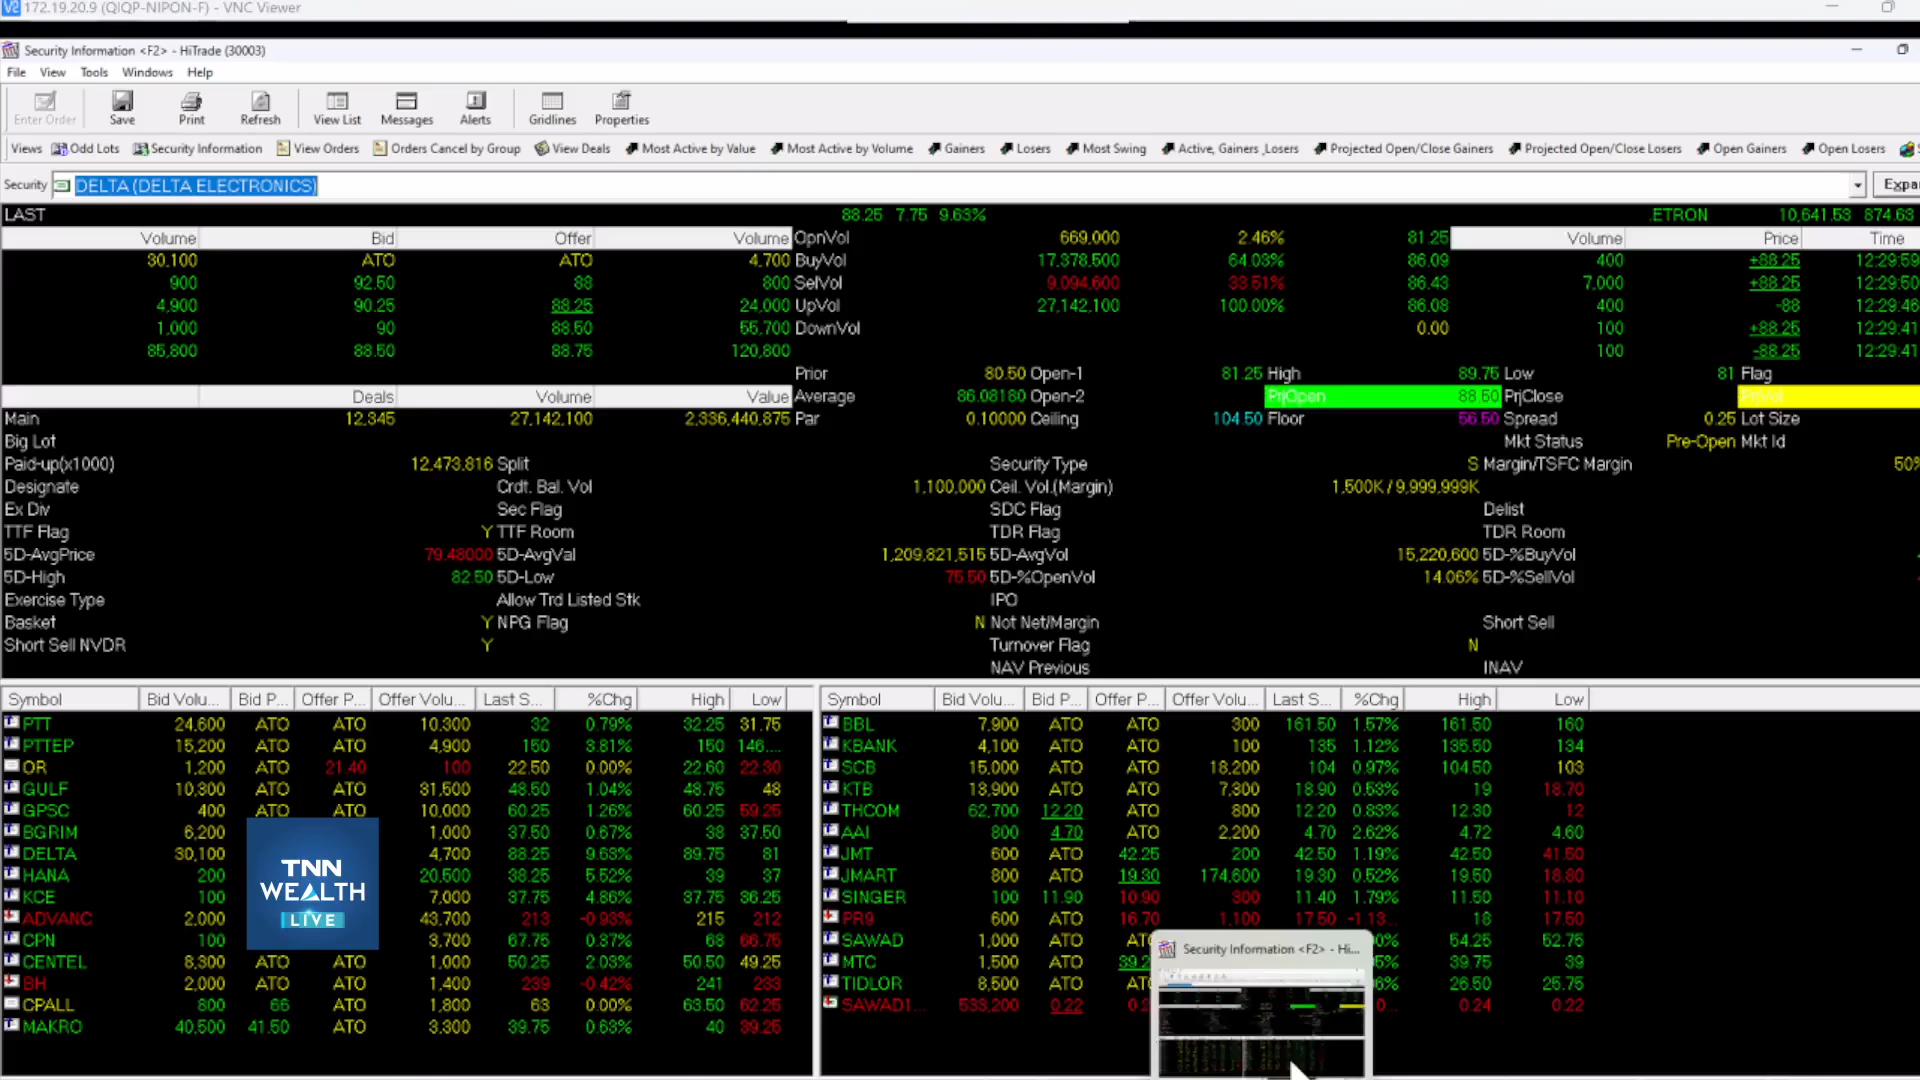 172.19.20.9 (QIQP-NIPON-F) - VNC Viewer
Security Information <F2> - HiTrade (30003)
File View Tools Windows Help
Enter Order Save Print Refresh View List Messages Alerts Gridlines Properties
Views Odd Lots Security Information View Orders Orders Cancel by Group View Deals Most Active by Value Most Active by Volume Gainers Losers Most Swing Active, Gainers ,Losers Projected Open/Close Gainers Projected Open/Close Losers Open Gainers Open Losers
Security DELTA (DELTA ELECTRONICS) Expa
LAST 88.25 7.75 9.63% .ETRON 10,641.53 874.63
Volume Bid Offer Volume OpnVol 669,000 2.46% 81.25 Volume Price Time
30,100 ATO ATO 4,700 BuyVol 17,378,500 64.03% 86.09 400 +88.25 12:29:59
900 92.50 88 800 SelVol 9,094,600 33.51% 86.43 7,000 +88.25 12:29:50
4,900 90.25 88.25 24,000 UpVol 27,142,100 100.00% 86.08 400 -88 12:29:46
1,000 90 88.50 55,700 DownVol 0.00 100 +88.25 12:29:41
85,800 88.50 88.75 120,800 100 -88.25 12:29:41
Prior 80.50 Open-1 81.25 High 89.75 Low 81 Flag
Deals Volume Value Average 86.08180 Open-2 PrjOpen 88.50 PrjClose PrjVol
Main 12,345 27,142,100 2,336,440,875 Par 0.10000 Ceiling 104.50 Floor 56.50 Spread 0.25 Lot Size
Big Lot Mkt Status Pre-Open Mkt Id
Paid-up(x1000) 12,473,816 Split Security Type S Margin/TSFC Margin 50%
Designate Crdt. Bal. Vol 1,100,000 Ceil. Vol.(Margin) 1,500K / 9,999,999K
Ex Div Sec Flag SDC Flag Delist
TTF Flag Y TTF Room TDR Flag TDR Room
5D-AvgPrice 79.48000 5D-AvgVal 1,209,821,515 5D-AvgVol 15,220,600 5D-%BuyVol
5D-High 82.50 5D-Low 75.50 5D-%OpenVol 14.06% 5D-%SellVol
Exercise Type Allow Trd Listed Stk IPO
Basket Y NPG Flag N Not Net/Margin Short Sell
Short Sell NVDR Y Turnover Flag N
NAV Previous INAV
Symbol Bid Volu... Bid P... Offer P... Offer Volu... Last S... %Chg High Low
PTT 24,600 ATO ATO 10,300 32 0.79% 32.25 31.75
PTTEP 15,200 ATO ATO 4,900 150 3.81% 150 146....
OR 1,200 ATO 21.40 100 22.50 0.00% 22.60 22.30
GULF 10,300 ATO ATO 31,500 48.50 1.04% 48.75 48
GPSC 400 ATO ATO 10,000 60.25 1.26% 60.25 59.25
BGRIM 6,200 1,000 37.50 0.67% 38 37.50
DELTA 30,100 4,700 88.25 9.63% 89.75 81
HANA 200 20,500 38.25 5.52% 39 37
KCE 100 7,000 37.75 4.86% 37.75 36.25
ADVANC 2,000 43,700 213 -0.93% 215 212
CPN 100 3,700 67.75 0.37% 68 66.75
CENTEL 8,300 ATO ATO 1,000 50.25 2.03% 50.50 49.25
BH 2,000 ATO ATO 1,400 239 -0.42% 241 238
CPALL 800 66 ATO 1,800 63 0.00% 63.50 62.25
MAKRO 40,500 41.50 ATO 3,300 39.75 0.63% 40 39.25
TNN
WEALTH
LIVE
Symbol Bid Volu... Bid P... Offer P... Offer Volu... Last S... %Chg High Low
BBL 7,900 ATO ATO 300 161.50 1.57% 161.50 160
KBANK 4,100 ATO ATO 100 135 1.12% 135.50 134
SCB 15,000 ATO ATO 18,200 104 0.97% 104.50 103
KTB 13,900 ATO ATO 7,300 18.90 0.53% 19 18.70
THCOM 62,700 12.20 ATO 800 12.20 0.83% 12.30 12
AAI 800 4.70 ATO 2,200 4.70 2.62% 4.72 4.60
JMT 600 ATO 42.25 200 42.50 1.19% 42.50 41.50
JMART 800 ATO 19.30 174,600 19.30 0.52% 19.50 18.80
SINGER 100 11.90 10.90 300 11.40 1.79% 11.50 11.10
PR9 600 ATO 16.70 1,100 17.50 -1.13... 18 17.50
SAWAD 1,000 ATO 54.25 52.75
MTC 1,500 ATO 39.75 39
TIDLOR 8,500 ATO 26.50 25.75
SAWAD1... 533,200 0.22 0.24 0.22
Security Information <F2> - Hi...